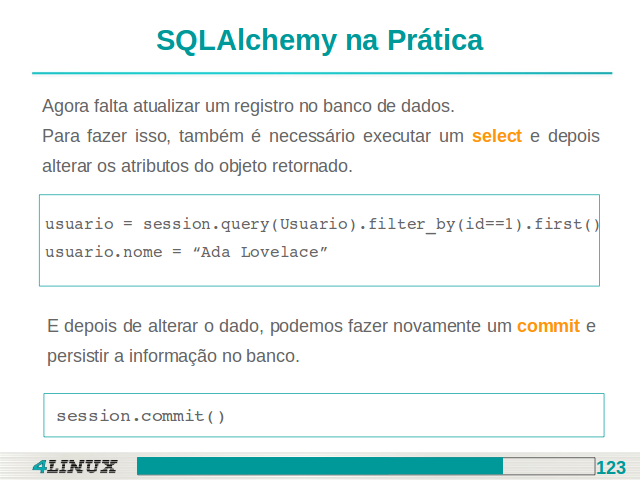 SQLAlchemy na Prática
Agora falta atualizar um registro no banco de dados.
Para fazer isso, também é necessário executar um select e depois
alterar os atributos do objeto retornado.
usuario = session.query(Usuario).filter_by(id==1).first()
usuario.nome = “Ada Lovelace”
E depois de alterar o dado, podemos fazer novamente um commit e
persistir a informação no banco.
session.commit()
4LINUX
123